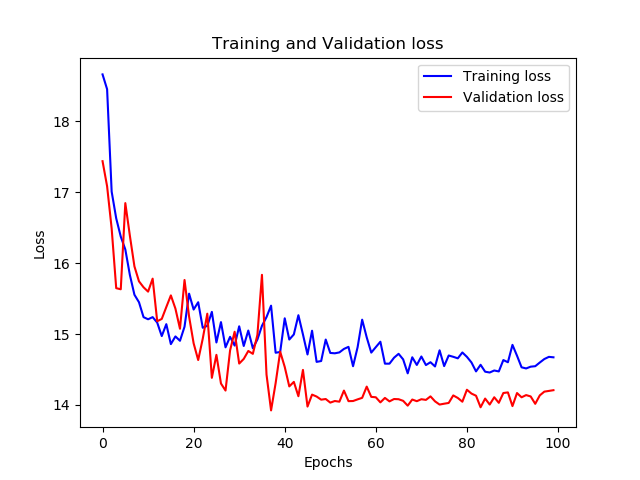 Training and Validation loss
Training loss
Validation loss
18
17
16
15
14
Loss
0
20
40
60
80
100
Epochs